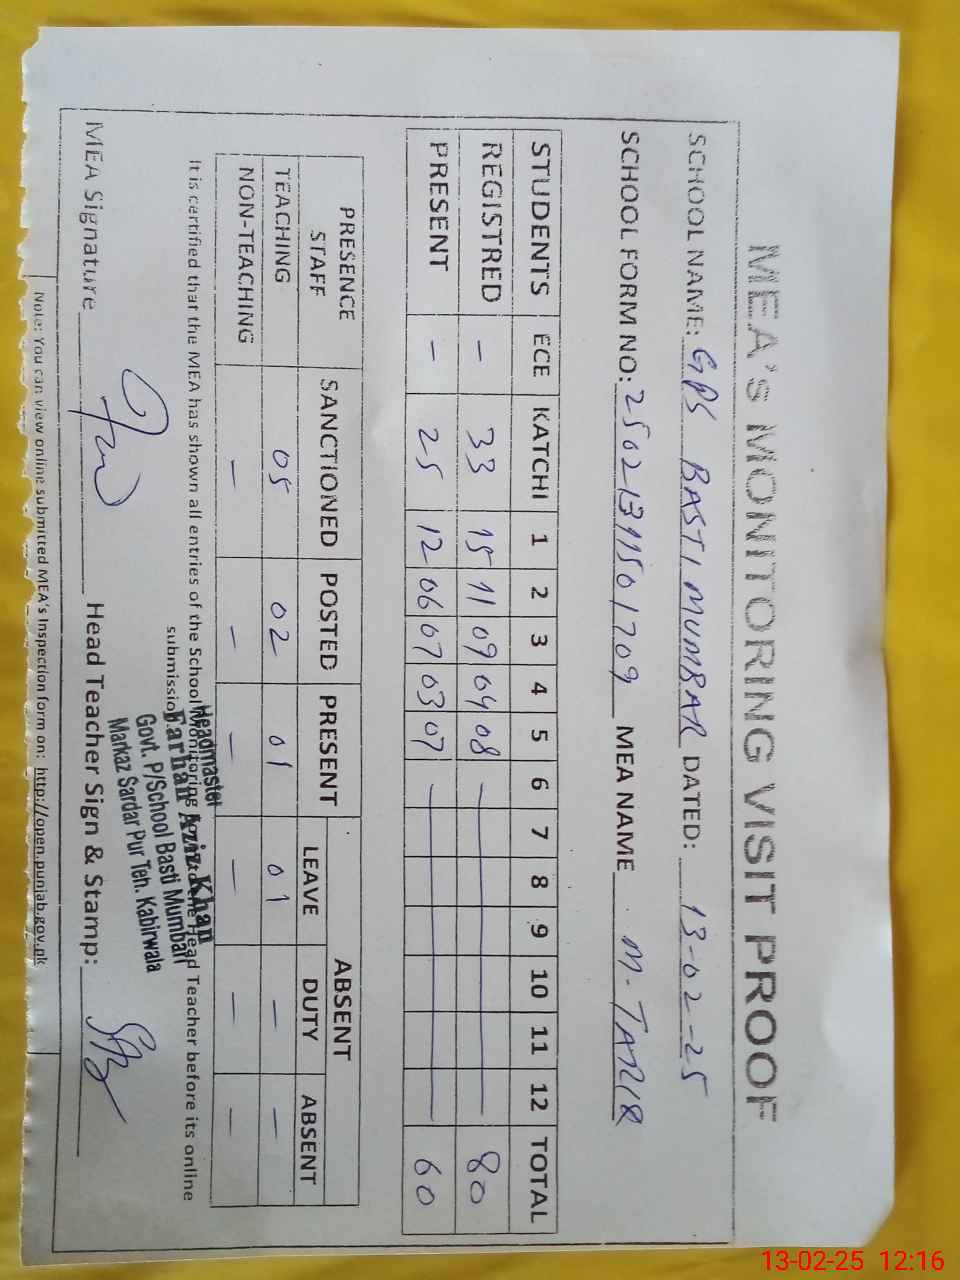 MEA's MONITORING VISIT PROOF
SCHOOL NAME: GPS BASTI MUMBAR DATED: 13-02-25
SCHOOL FORM NO: 25021391501709 MEA NAME M. TARIQ
STUDENTS ECE KATCHI 1 2 3 4 5 6 7 8 9 10 11 12 TOTAL
REGISTRED - 33 15 11 09 04 08 - 80
PRESENT - 25 12 06 07 03 07 - 60
PRESENCE STAFF SANCTIONED POSTED PRESENT ABSENT
LEAVE DUTY ABSENT
TEACHING 05 02 01 01 - -
NON-TEACHING - - - - - -
It is certified that the MEA has shown all entries of the School Monitoring Head Teacher before its online
submission.
Headmaster
Farhan Aziz Khan
Govt. P/School Basti Mumbar
Markaz Sardar Pur Teh. Kabirwala
MEA Signature Head Teacher Sign & Stamp:
Note: You can view online submitted MEA's Inspection form on: http://open.punjab.gov.pk
13-02-25 12:16